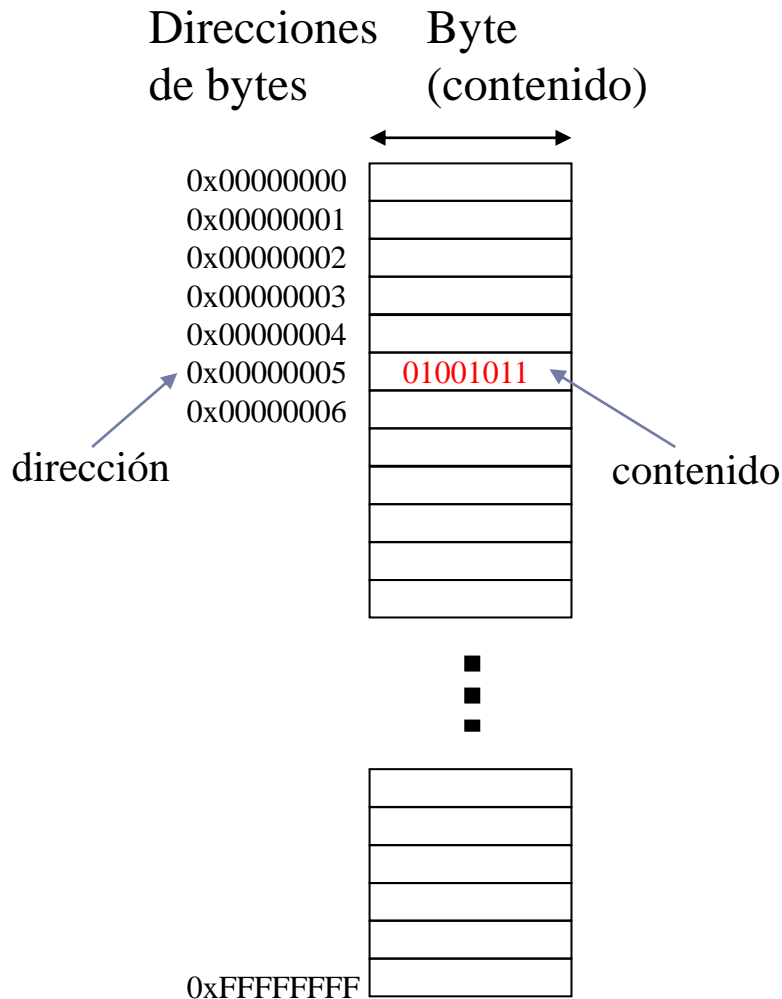 Direcciones
de bytes
Byte
(contenido)
0x00000000
0x00000001
0x00000002
0x00000003
0x00000004
0x00000005 01001011
0x00000006
dirección
contenido
0xFFFFFFFF